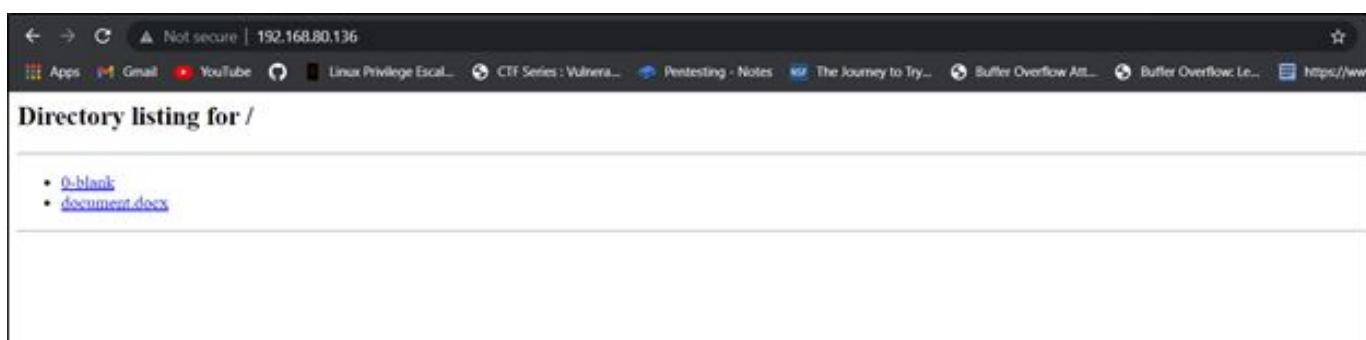 Not secure | 192.168.80.136
Apps Gmail YouTube Linux Privilege Escal... CTF Series : Vulnera... Pentesting - Notes The Journey to Try... Buffer Overflow Att... Buffer Overflow: Le... https://ww
Directory listing for /
0-blank
document.docx